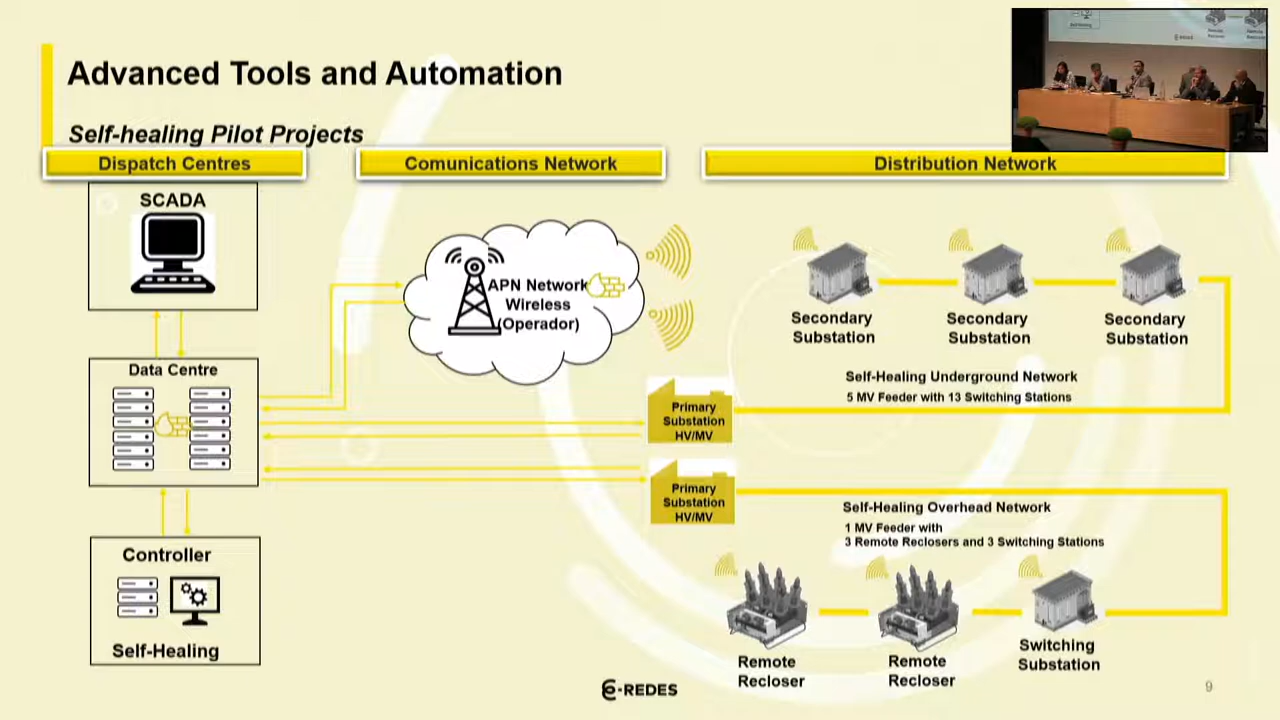 Advanced Tools and Automation
Self-healing Pilot Projects
Dispatch Centres
Comunications Network
Distribution Network
SCADA
Data Centre
Controller
Self-Healing
APN Network
Wireless
(Operador)
Primary
Substation
HV/MV
Primary
Substation
HV/MV
Secondary
Substation
Secondary
Substation
Secondary
Substation
Self-Healing Underground Network
5 MV Feeder with 13 Switching Stations
Self-Healing Overhead Network
1 MV Feeder with
3 Remote Reclosers and 3 Switching Stations
Remote
Recloser
Remote
Recloser
Switching
Substation
E-REDES
9